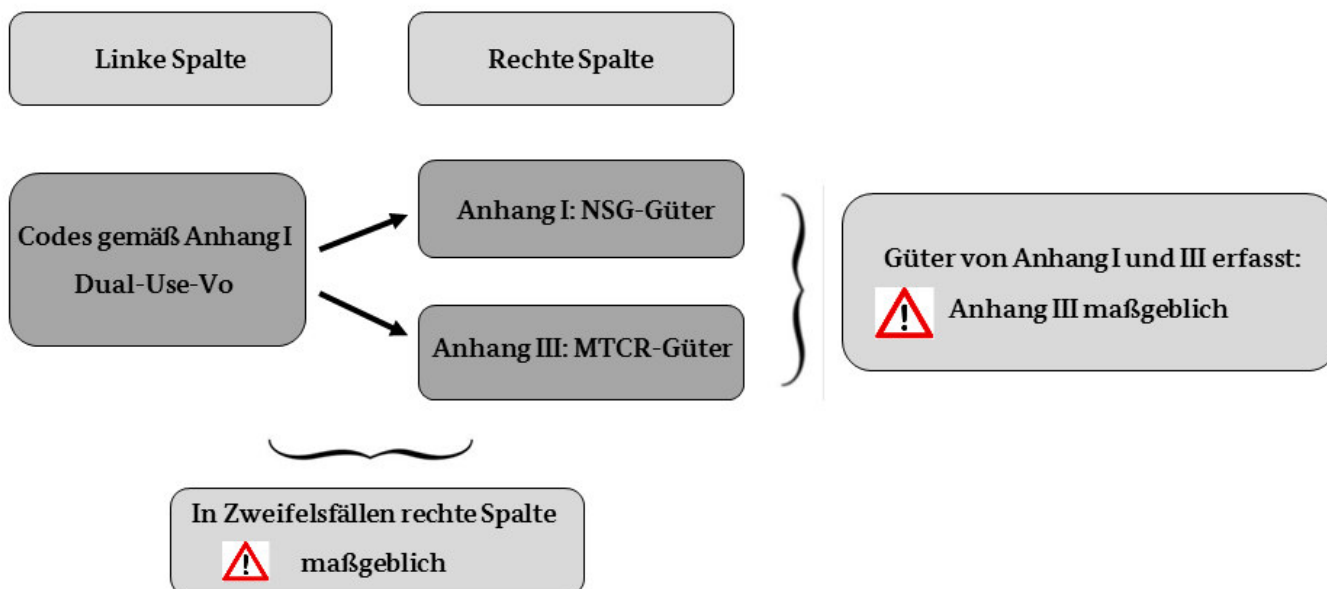 Linke Spalte
Rechte Spalte
Codes gemäß Anhang I
Dual-Use-Vo
Anhang I: NSG-Güter
Anhang III: MTCR-Güter
Güter von Anhang I und III erfasst:
! Anhang III maßgeblich
In Zweifelsfällen rechte Spalte
! maßgeblich